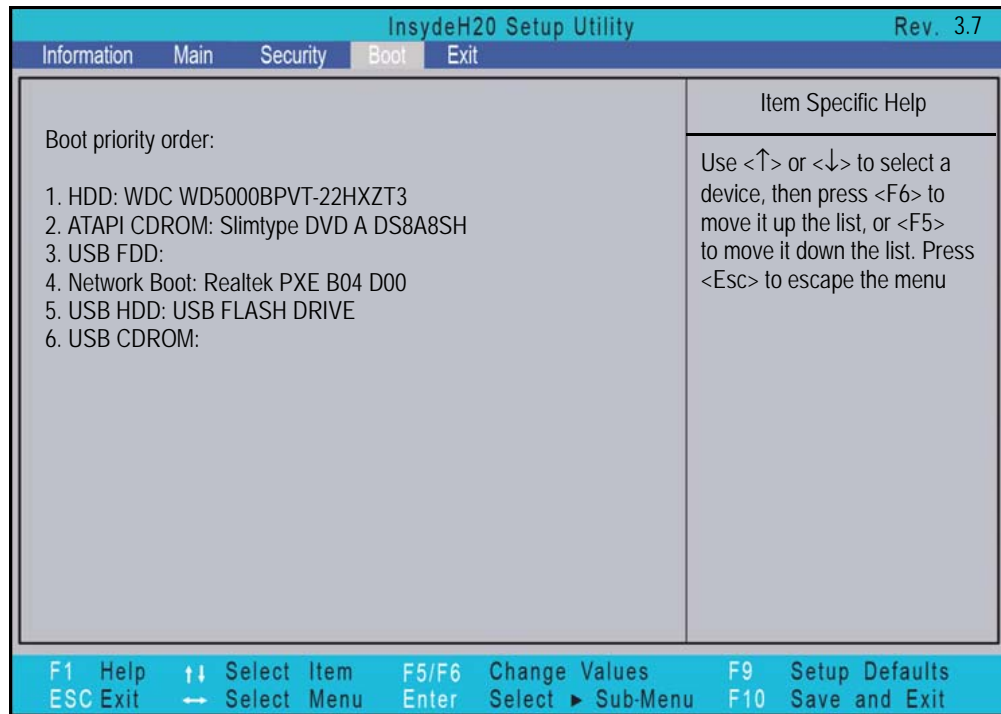 InsydeH20 Setup Utility Rev. 3.7
Information Main Security Boot Exit
Boot priority order:
1. HDD: WDC WD5000BPVT-22HXZT3
2. ATAPI CDROM: Slimtype DVD A DS8A8SH
3. USB FDD:
4. Network Boot: Realtek PXE B04 D00
5. USB HDD: USB FLASH DRIVE
6. USB CDROM:
Item Specific Help
Use <↑> or <↓> to select a
device, then press <F6> to
move it up the list, or <F5>
to move it down the list. Press
<Esc> to escape the menu
F1 Help ↑↓ Select Item F5/F6 Change Values F9 Setup Defaults
ESC Exit ↔ Select Menu Enter Select ► Sub-Menu F10 Save and Exit